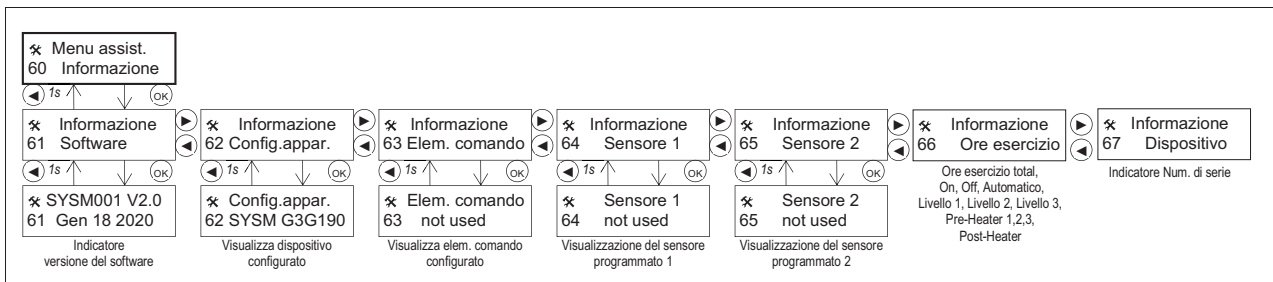 Menu assist.
60 Informazione
1s OK
Informazione
61 Software
1s OK
SYSM001 V2.0
61 Gen 18 2020
Indicatore
versione del software
Informazione
62 Config.appar.
1s OK
Config.appar.
62 SYSM G3G190
Visualizza dispositivo
configurato
Informazione
63 Elem. comando
1s OK
Elem. comando
63 not used
Visualizza elem. comando
configurato
Informazione
64 Sensore 1
1s OK
Sensore 1
64 not used
Visualizzazione del sensore
programmato 1
Informazione
65 Sensore 2
1s OK
Sensore 2
65 not used
Visualizzazione del sensore
programmato 2
Informazione
66 Ore esercizio
Ore esercizio total,
On, Off, Automatico,
Livello 1, Livello 2, Livello 3,
Pre-Heater 1,2,3,
Post-Heater
Informazione
67 Dispositivo
Indicatore Num. di serie